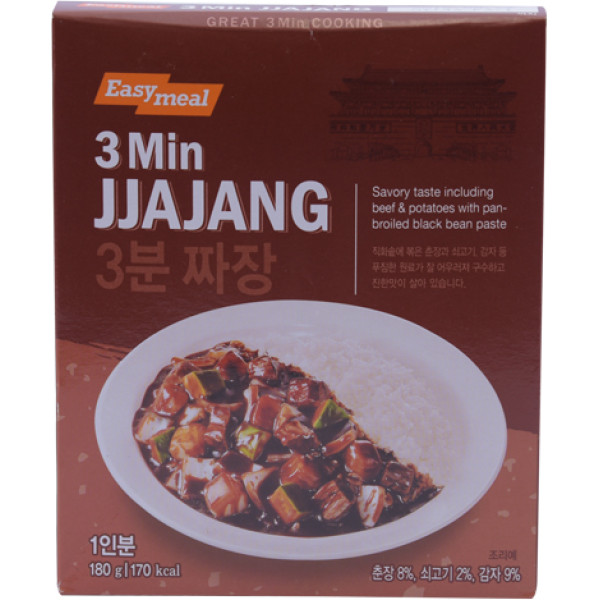 3 Min JJAJANG
GREAT 3Min COOKING
Easy meal
3 Min
JJAJANG
3분 짜장
Savory taste including
beef & potatoes with pan-
broiled black bean paste
직화솥에 볶은 춘장과 쇠고기, 감자 등
푸짐한 원료가 잘 어우러져 구수하고
진한맛이 살아 있습니다.
1인분
180 g | 170 kcal
조리예
춘장 8%, 쇠고기 2%, 감자 9%